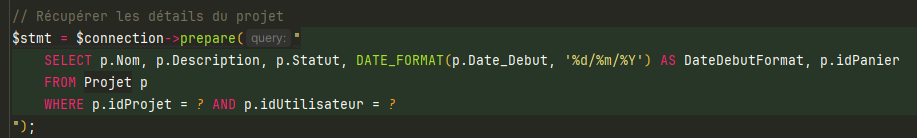 // Récupérer les détails du projet
$stmt = $connection->prepare( query: "
SELECT p.Nom, p.Description, p.Statut, DATE_FORMAT(p.Date_Debut, '%d/%m/%Y') AS DateDebutFormat, p.idPanier
FROM Projet p
WHERE p.idProjet = ? AND p.idUtilisateur = ?
");